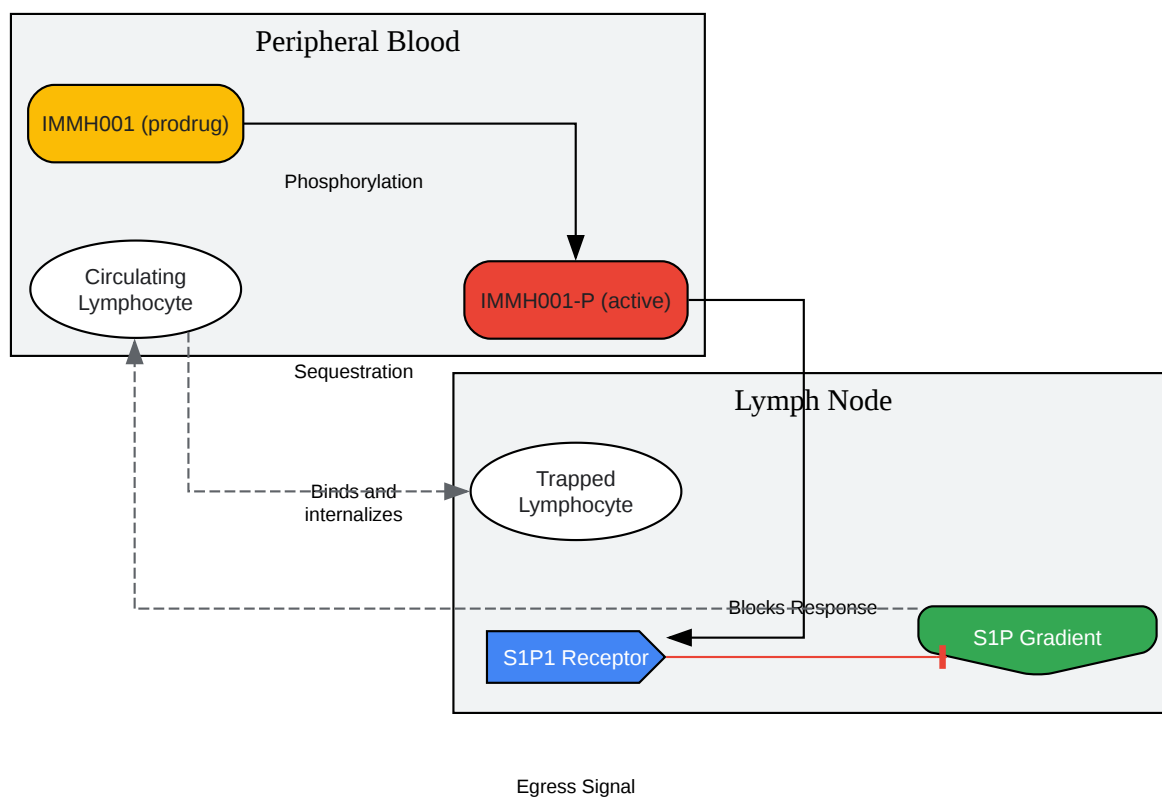 Peripheral Blood
IMMH001 (prodrug)
Phosphorylation
Circulating
Lymphocyte
IMMH001-P (active)
Sequestration
Lymph Node
Trapped
Lymphocyte
Binds and
internalizes
Blocks Response
S1P1 Receptor
S1P Gradient
Egress Signal